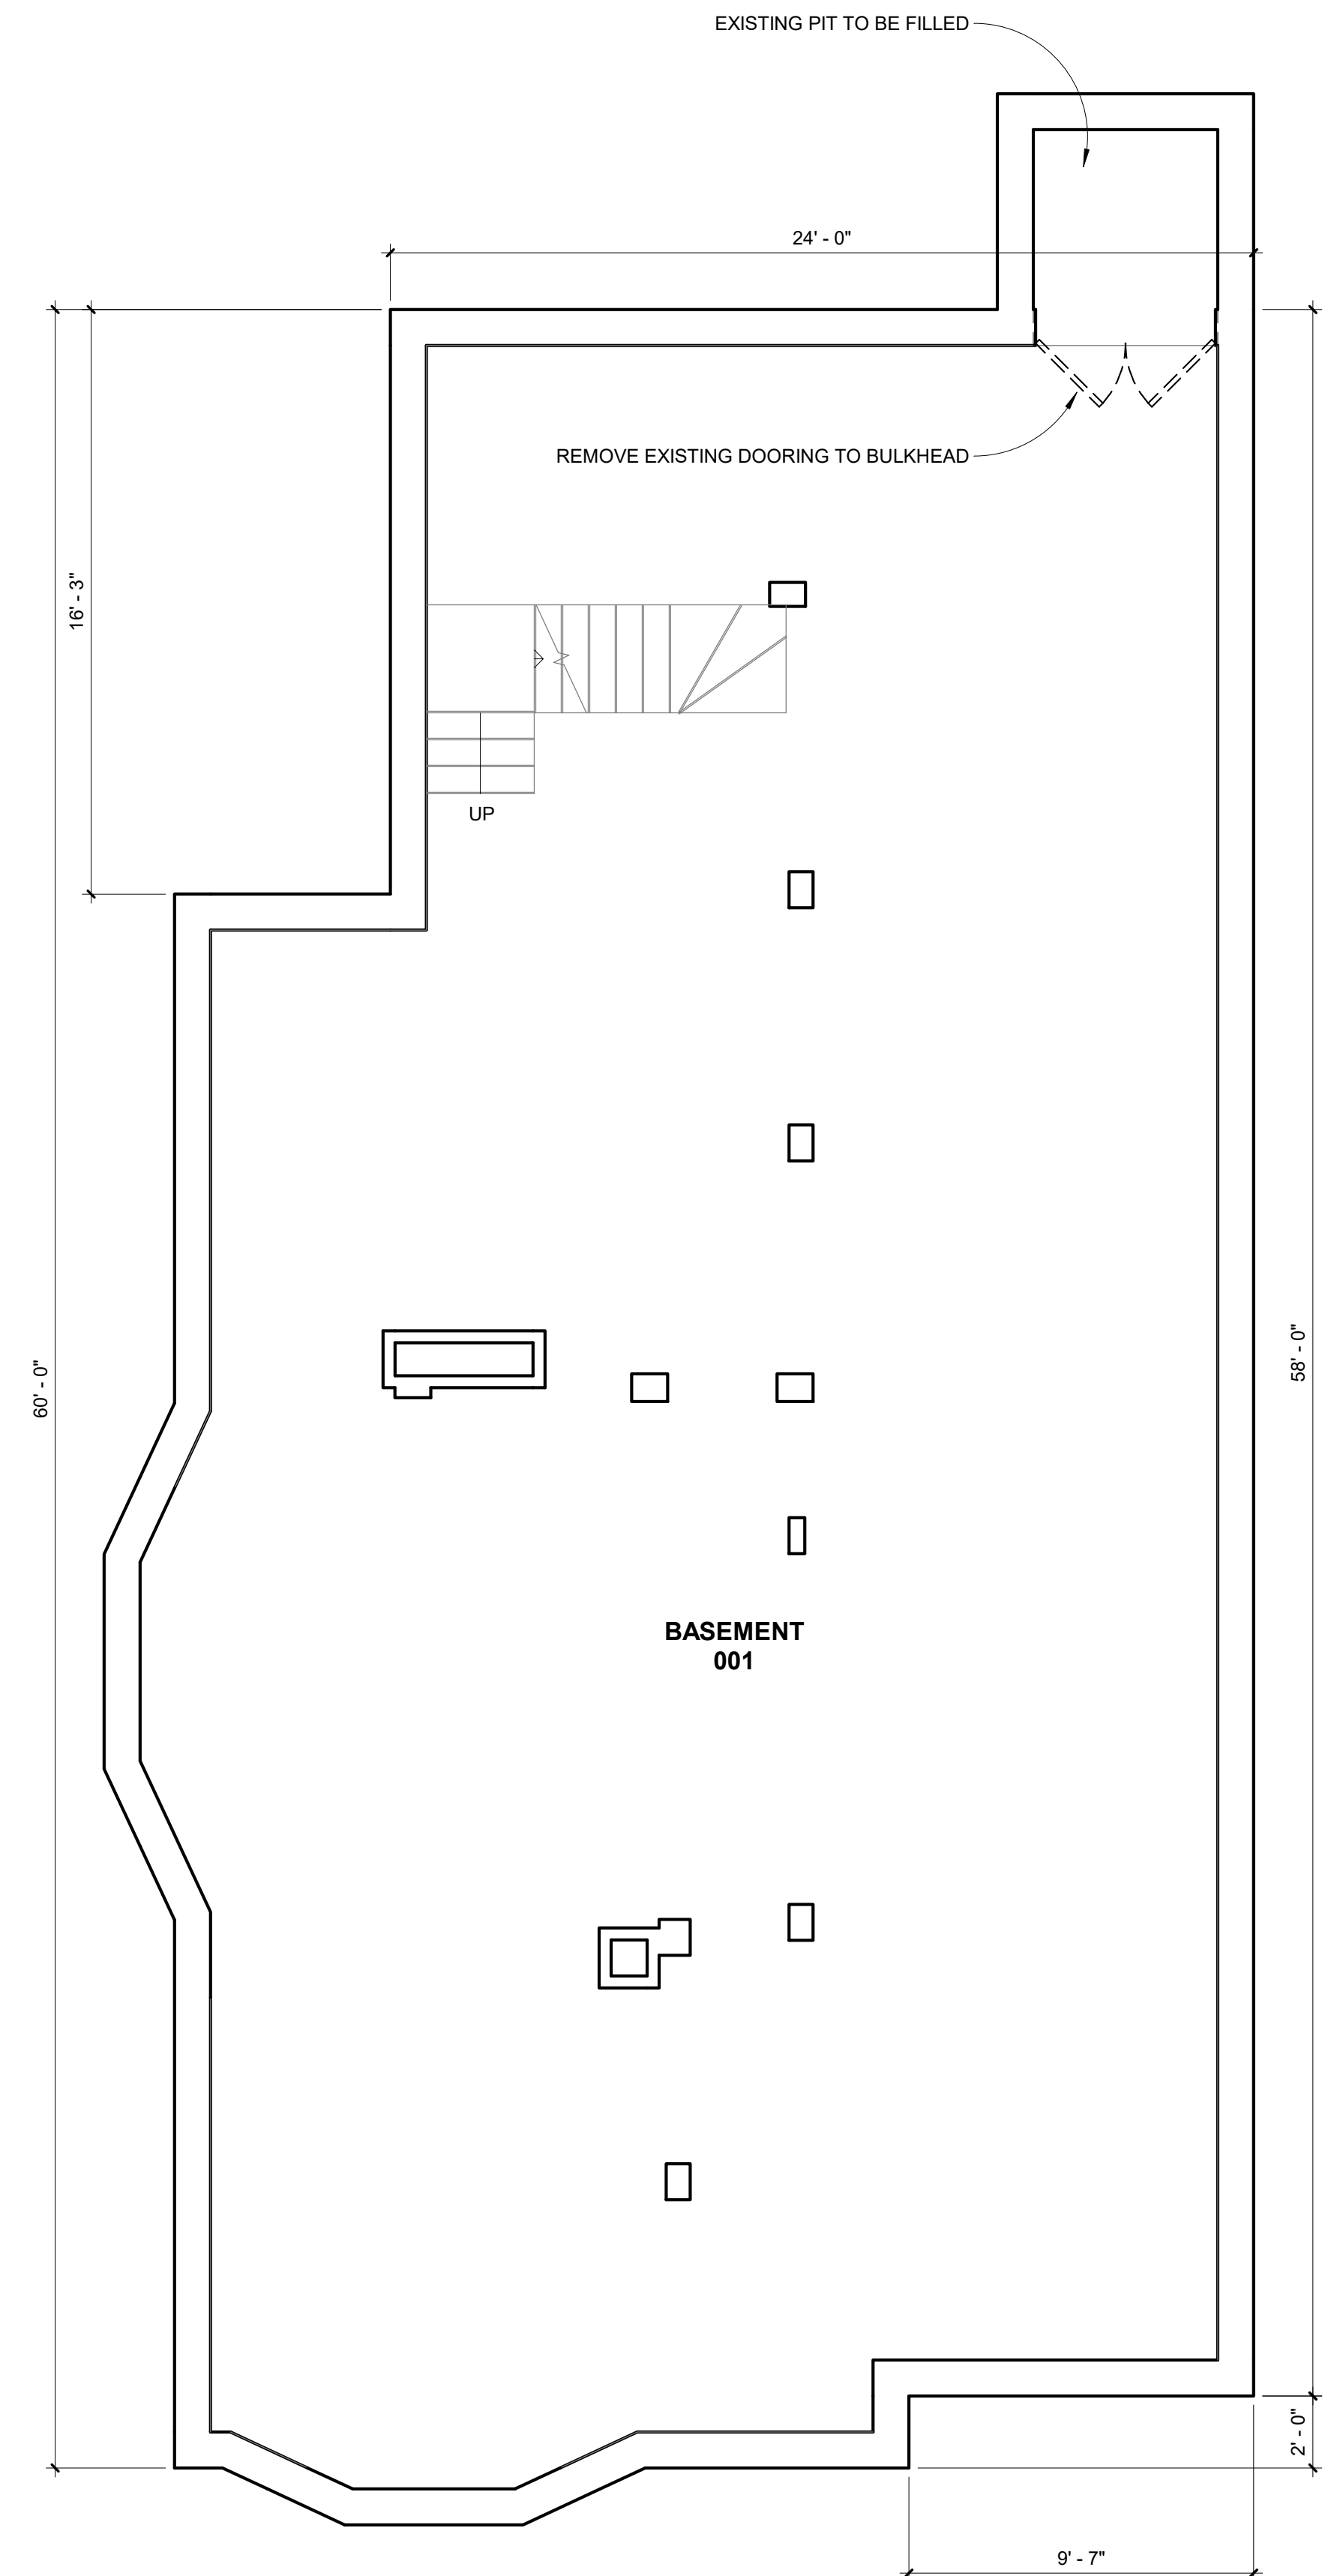 EXISTING PIT TO BE FILLED
24' - 0"
REMOVE EXISTING DOORING TO BULKHEAD
16' - 3"
UP
60' - 0"
58' - 0"
BASEMENT
001
2' - 0"
9' - 7"